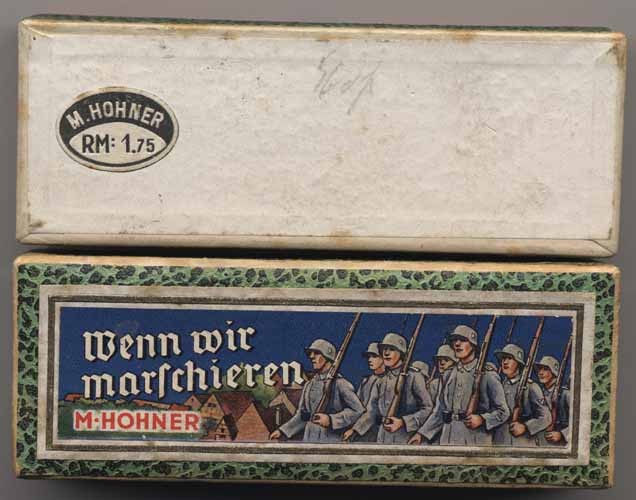 M. HOHNER
RM: 1.75
Wenn wir
marſchieren
M·HOHNER